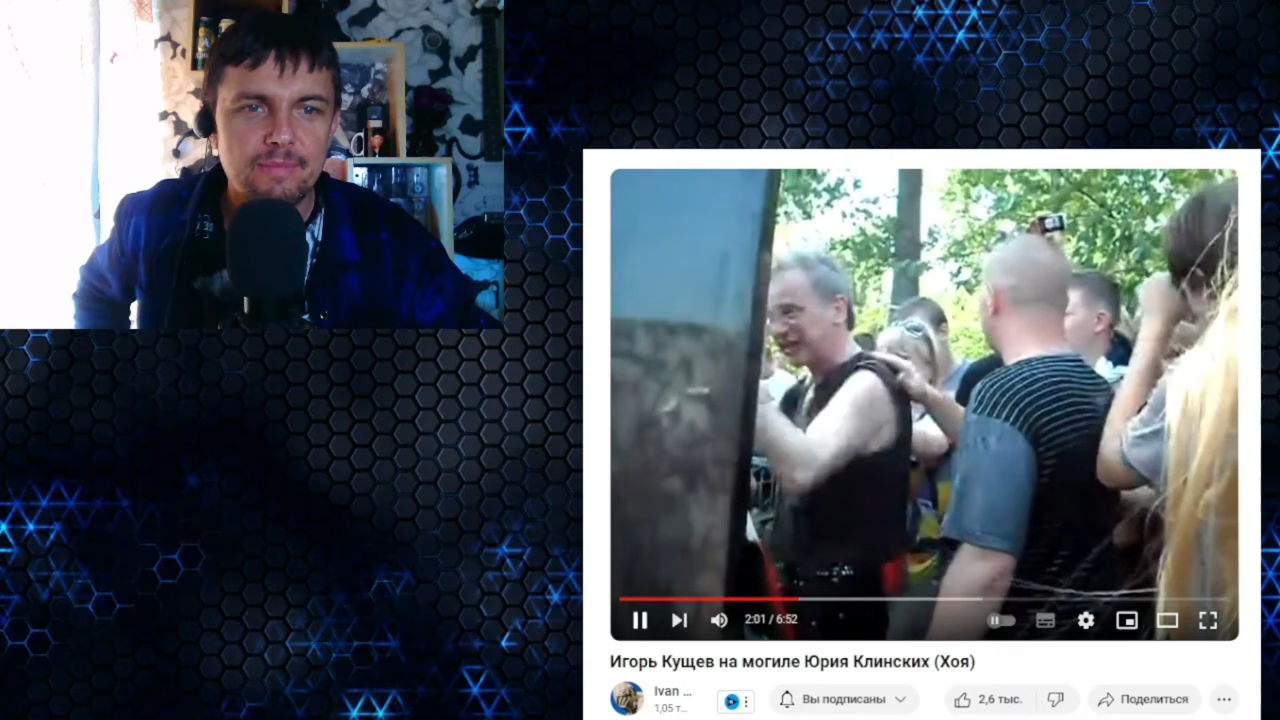 2:01 / 6:52
Игорь Кущев на могиле Юрия Клинских (Хоя)
Ivan ...
1,05 т...
Вы подписаны
2,6 тыс.
Поделиться